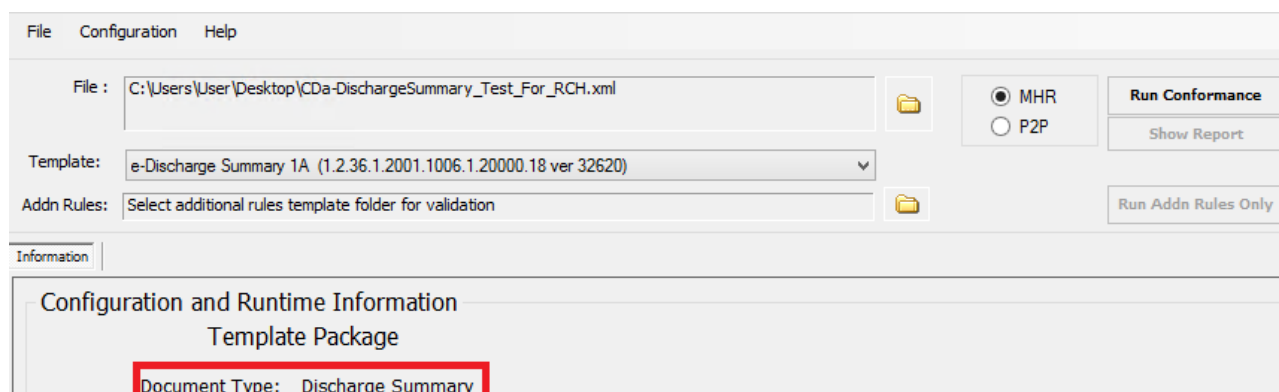 File Configuration Help
File : C:\Users\User\Desktop\CDa-DischargeSummary_Test_For_RCH.xml
MHR
Run Conformance
P2P
Show Report
Template: e-Discharge Summary 1A (1.2.36.1.2001.1006.1.20000.18 ver 32620)
Addn Rules: Select additional rules template folder for validation
Run Addn Rules Only
Information
Configuration and Runtime Information
Template Package
Document Type: Discharge Summary